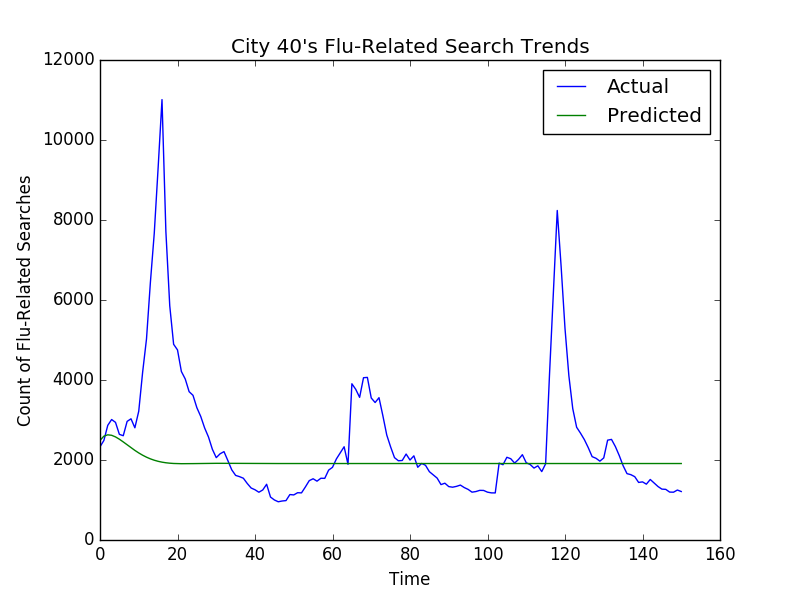 City 40's Flu-Related Search Trends
Actual
Predicted
Count of Flu-Related Searches
12000
10000
8000
6000
4000
2000
0
0 20 40 60 80 100 120 140 160
Time